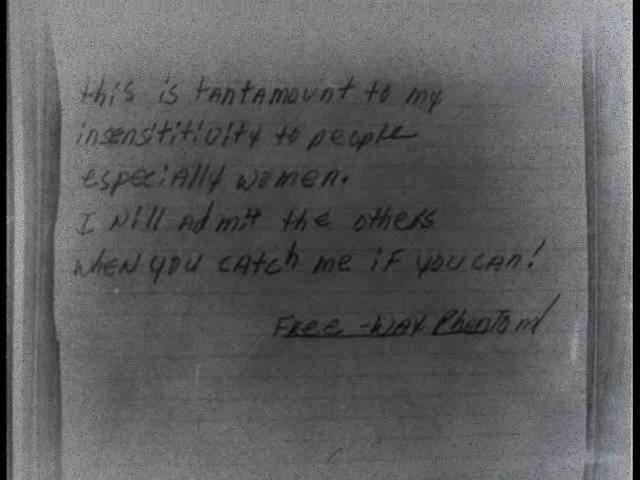 this is tantamount to my
insensititivity to people
especially women.
I will admit the others
when you catch me if you can!
Free-way Phantom